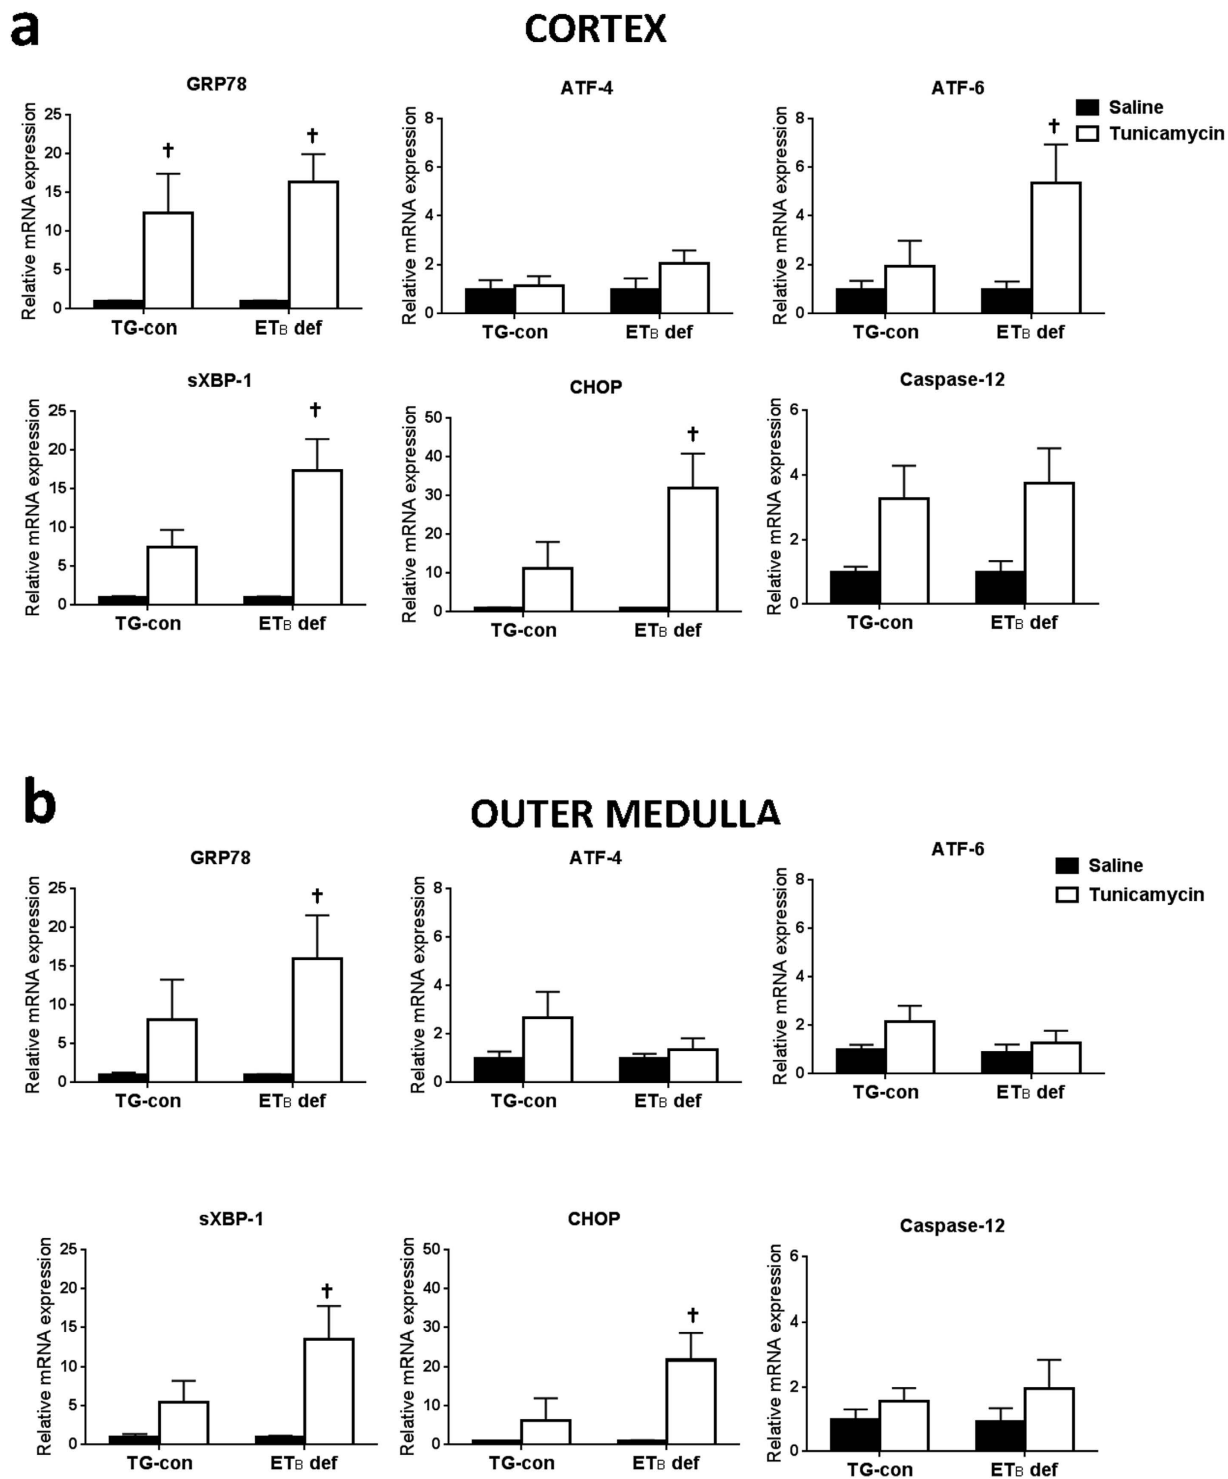 a
CORTEX
GRP78
ATF-4
ATF-6
Saline
Tunicamycin
Relative mRNA expression
25
20
15
10
5
0
†
†
TG-con
ETB def
Relative mRNA expression
8
6
4
2
0
TG-con
ETB def
Relative mRNA expression
8
6
4
2
0
†
TG-con
ETB def
sXBP-1
CHOP
Caspase-12
Relative mRNA expression
25
20
15
10
5
0
†
TG-con
ETB def
Relative mRNA expression
50
40
30
20
10
0
†
TG-con
ETB def
Relative mRNA expression
6
4
2
0
TG-con
ETB def
b
OUTER MEDULLA
GRP78
ATF-4
ATF-6
Saline
Tunicamycin
Relative mRNA expression
25
20
15
10
5
0
†
TG-con
ETB def
Relative mRNA expression
8
6
4
2
0
TG-con
ETB def
Relative mRNA expression
8
6
4
2
0
TG-con
ETB def
sXBP-1
CHOP
Caspase-12
Relative mRNA expression
25
20
15
10
5
0
†
TG-con
ETB def
Relative mRNA expression
50
40
30
20
10
0
†
TG-con
ETB def
Relative mRNA expression
6
4
2
0
TG-con
ETB def